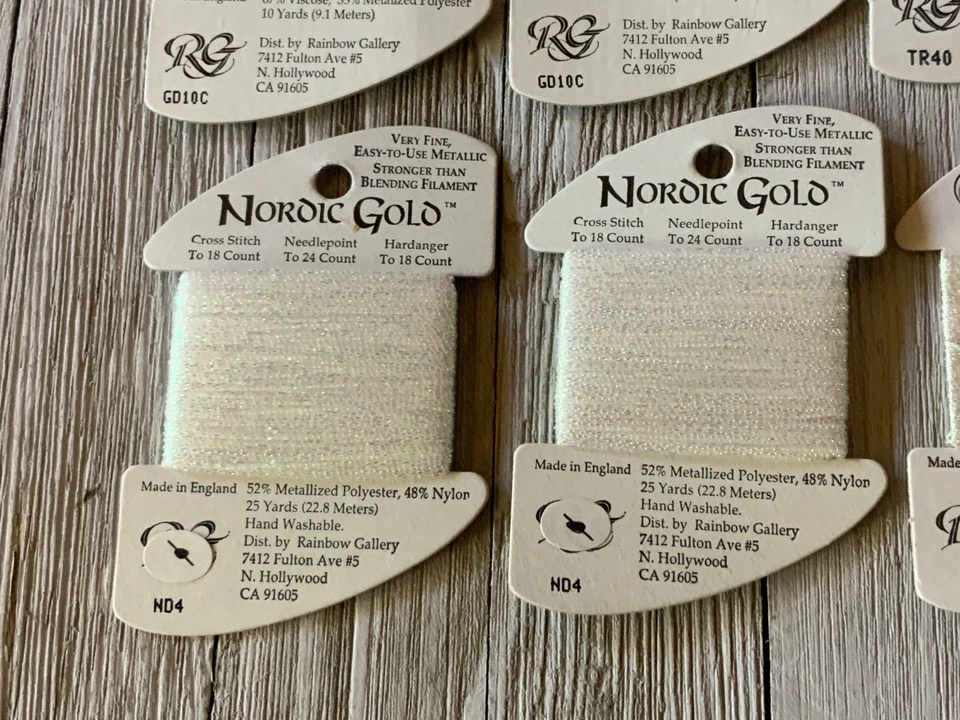 67% Viscose, 33% Metalized Polyester
10 Yards (9.1 Meters)
RG
Dist. by Rainbow Gallery
7412 Fulton Ave #5
N. Hollywood
CA 91605
GD10C
RG
Dist. by Rainbow Gallery
7412 Fulton Ave #5
N. Hollywood
CA 91605
GD10C
TR40
VERY FINE,
EASY-TO-USE METALLIC
STRONGER THAN
BLENDING FILAMENT
NORDIC GOLD™
Cross Stitch Needlepoint Hardanger
To 18 Count To 24 Count To 18 Count
Made in England 52% Metallized Polyester, 48% Nylon
25 Yards (22.8 Meters)
Hand Washable.
Dist. by Rainbow Gallery
7412 Fulton Ave #5
N. Hollywood
CA 91605
ND4
VERY FINE,
EASY-TO-USE METALLIC
STRONGER THAN
BLENDING FILAMENT
NORDIC GOLD™
Cross Stitch Needlepoint Hardanger
To 18 Count To 24 Count To 18 Count
Made in England 52% Metallized Polyester, 48% Nylon
25 Yards (22.8 Meters)
Hand Washable.
Dist. by Rainbow Gallery
7412 Fulton Ave #5
N. Hollywood
CA 91605
ND4
Made